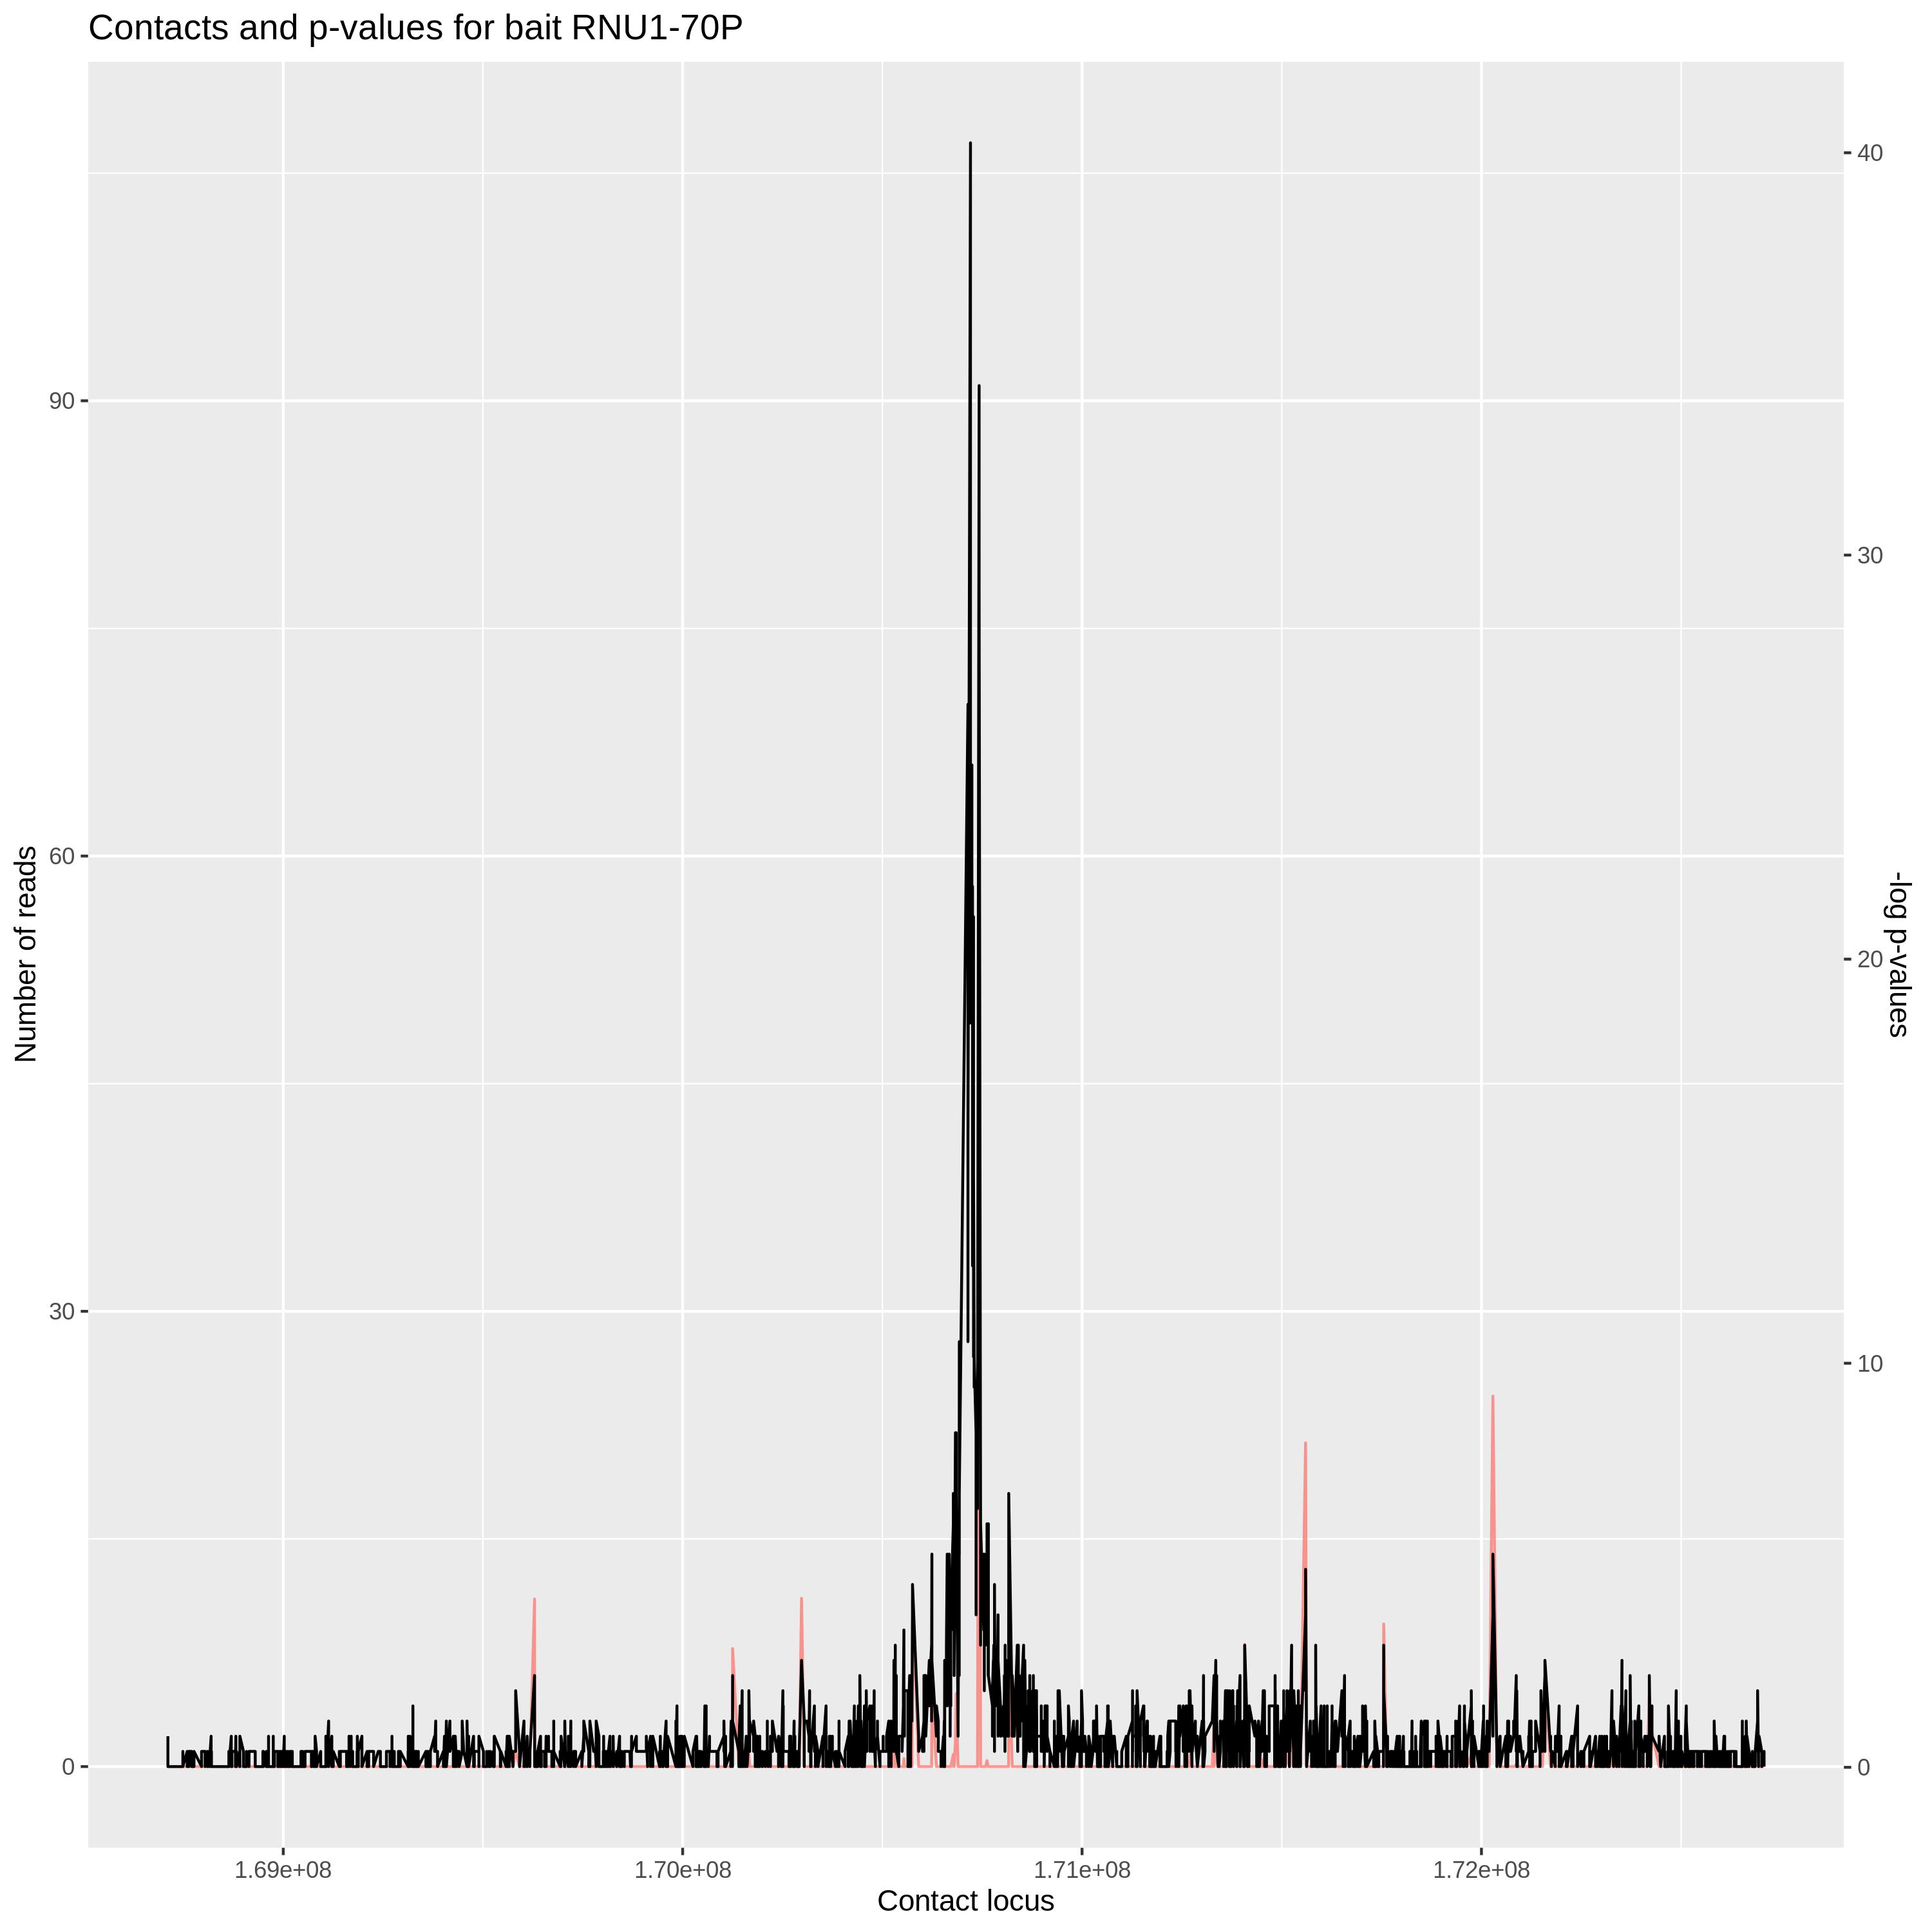 Contacts and p-values for bait RNU1-70P
Number of reads
90
60
30
0
40
30
20
10
0
-log p-values
1.69e+08
1.70e+08
1.71e+08
1.72e+08
Contact locus